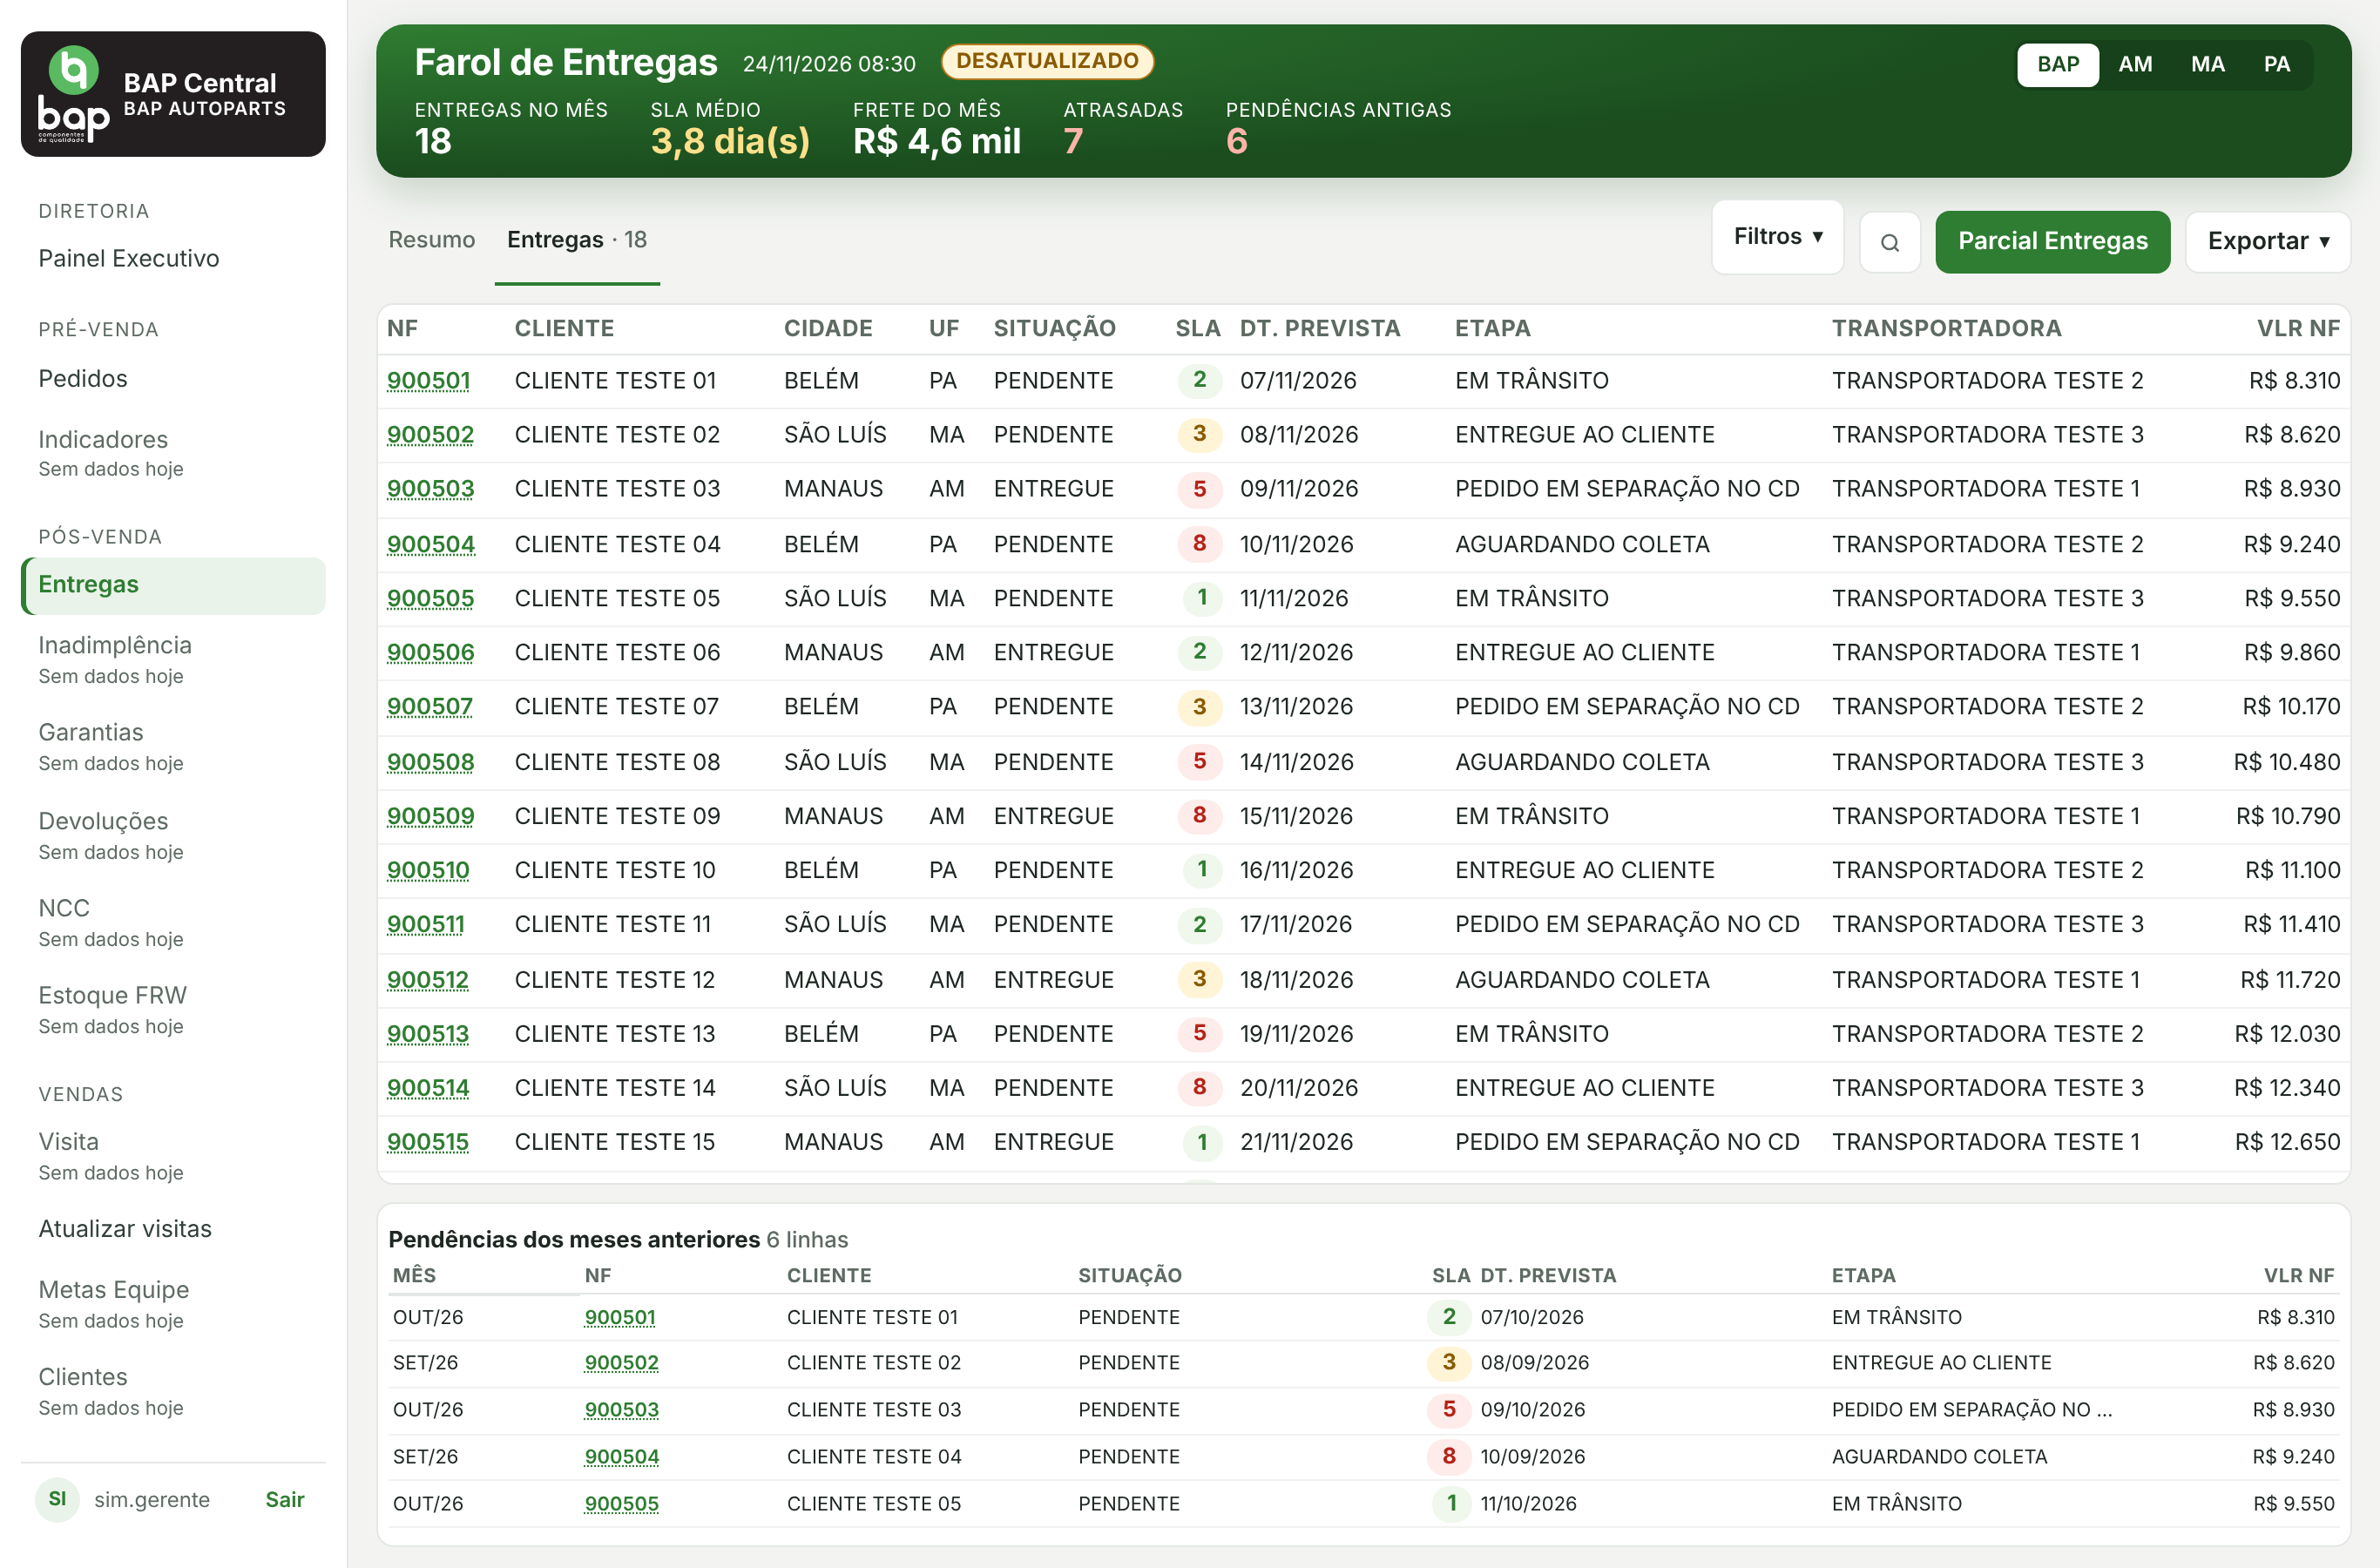 bap
componentes
de qualidade
BAP Central
BAP AUTOPARTS
DIRETORIA
Painel Executivo
PRÉ-VENDA
Pedidos
Indicadores
Sem dados hoje
PÓS-VENDA
Entregas
Inadimplência
Sem dados hoje
Garantias
Sem dados hoje
Devoluções
Sem dados hoje
NCC
Sem dados hoje
Estoque FRW
Sem dados hoje
VENDAS
Visita
Sem dados hoje
Atualizar visitas
Metas Equipe
Sem dados hoje
Clientes
Sem dados hoje
SI sim.gerente Sair
Farol de Entregas 24/11/2026 08:30 DESATUALIZADO BAP AM MA PA
ENTREGAS NO MÊS SLA MÉDIO FRETE DO MÊS ATRASADAS PENDÊNCIAS ANTIGAS
18 3,8 dia(s) R$ 4,6 mil 7 6
Resumo Entregas · 18 Filtros ▾ Parcial Entregas Exportar ▾
NF CLIENTE CIDADE UF SITUAÇÃO SLA DT. PREVISTA ETAPA TRANSPORTADORA VLR NF
900501 CLIENTE TESTE 01 BELÉM PA PENDENTE 2 07/11/2026 EM TRÂNSITO TRANSPORTADORA TESTE 2 R$ 8.310
900502 CLIENTE TESTE 02 SÃO LUÍS MA PENDENTE 3 08/11/2026 ENTREGUE AO CLIENTE TRANSPORTADORA TESTE 3 R$ 8.620
900503 CLIENTE TESTE 03 MANAUS AM ENTREGUE 5 09/11/2026 PEDIDO EM SEPARAÇÃO NO CD TRANSPORTADORA TESTE 1 R$ 8.930
900504 CLIENTE TESTE 04 BELÉM PA PENDENTE 8 10/11/2026 AGUARDANDO COLETA TRANSPORTADORA TESTE 2 R$ 9.240
900505 CLIENTE TESTE 05 SÃO LUÍS MA PENDENTE 1 11/11/2026 EM TRÂNSITO TRANSPORTADORA TESTE 3 R$ 9.550
900506 CLIENTE TESTE 06 MANAUS AM ENTREGUE 2 12/11/2026 ENTREGUE AO CLIENTE TRANSPORTADORA TESTE 1 R$ 9.860
900507 CLIENTE TESTE 07 BELÉM PA PENDENTE 3 13/11/2026 PEDIDO EM SEPARAÇÃO NO CD TRANSPORTADORA TESTE 2 R$ 10.170
900508 CLIENTE TESTE 08 SÃO LUÍS MA PENDENTE 5 14/11/2026 AGUARDANDO COLETA TRANSPORTADORA TESTE 3 R$ 10.480
900509 CLIENTE TESTE 09 MANAUS AM ENTREGUE 8 15/11/2026 EM TRÂNSITO TRANSPORTADORA TESTE 1 R$ 10.790
900510 CLIENTE TESTE 10 BELÉM PA PENDENTE 1 16/11/2026 ENTREGUE AO CLIENTE TRANSPORTADORA TESTE 2 R$ 11.100
900511 CLIENTE TESTE 11 SÃO LUÍS MA PENDENTE 2 17/11/2026 PEDIDO EM SEPARAÇÃO NO CD TRANSPORTADORA TESTE 3 R$ 11.410
900512 CLIENTE TESTE 12 MANAUS AM ENTREGUE 3 18/11/2026 AGUARDANDO COLETA TRANSPORTADORA TESTE 1 R$ 11.720
900513 CLIENTE TESTE 13 BELÉM PA PENDENTE 5 19/11/2026 EM TRÂNSITO TRANSPORTADORA TESTE 2 R$ 12.030
900514 CLIENTE TESTE 14 SÃO LUÍS MA PENDENTE 8 20/11/2026 ENTREGUE AO CLIENTE TRANSPORTADORA TESTE 3 R$ 12.340
900515 CLIENTE TESTE 15 MANAUS AM ENTREGUE 1 21/11/2026 PEDIDO EM SEPARAÇÃO NO CD TRANSPORTADORA TESTE 1 R$ 12.650
Pendências dos meses anteriores 6 linhas
MÊS NF CLIENTE SITUAÇÃO SLA DT. PREVISTA ETAPA VLR NF
OUT/26 900501 CLIENTE TESTE 01 PENDENTE 2 07/10/2026 EM TRÂNSITO R$ 8.310
SET/26 900502 CLIENTE TESTE 02 PENDENTE 3 08/09/2026 ENTREGUE AO CLIENTE R$ 8.620
OUT/26 900503 CLIENTE TESTE 03 PENDENTE 5 09/10/2026 PEDIDO EM SEPARAÇÃO NO ... R$ 8.930
SET/26 900504 CLIENTE TESTE 04 PENDENTE 8 10/09/2026 AGUARDANDO COLETA R$ 9.240
OUT/26 900505 CLIENTE TESTE 05 PENDENTE 1 11/10/2026 EM TRÂNSITO R$ 9.550